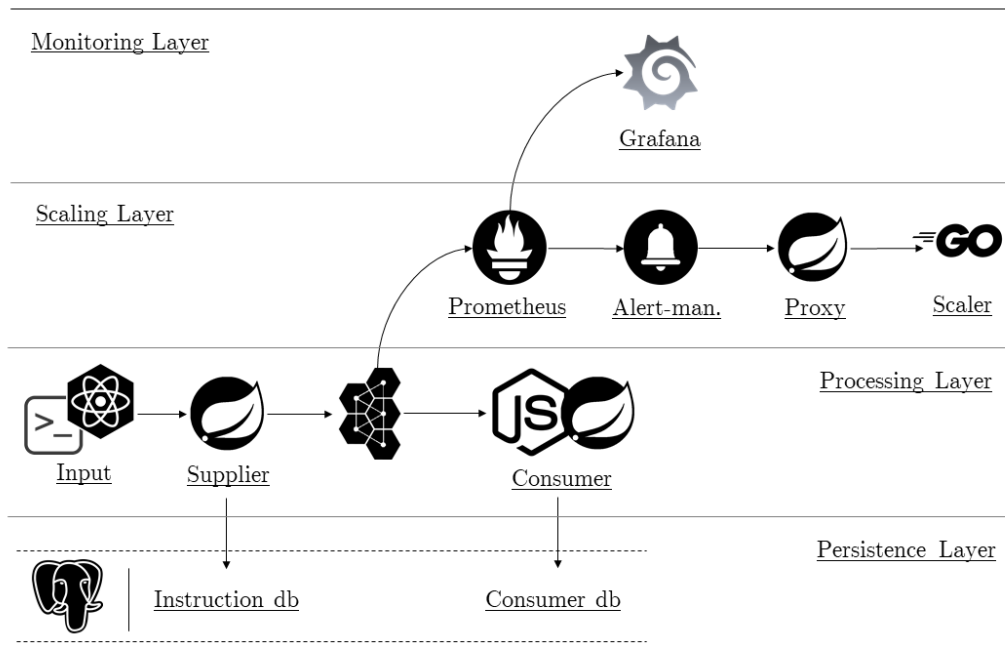 Monitoring Layer
Grafana
Scaling Layer
Prometheus
Alert-man.
Proxy
GO
Scaler
Processing Layer
>_
JS
Input
Supplier
Consumer
Persistence Layer
Instruction db
Consumer db